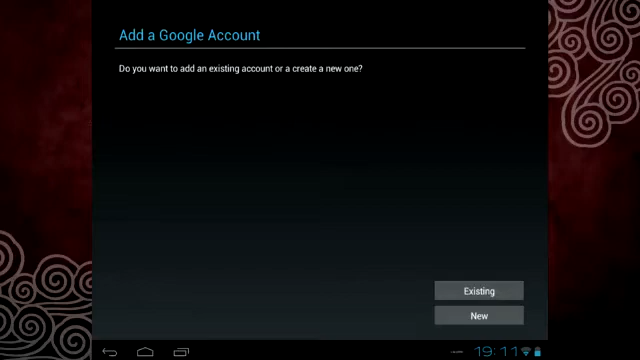 Add a Google Account
Do you want to add an existing account or a create a new one?
Existing
New
19:11